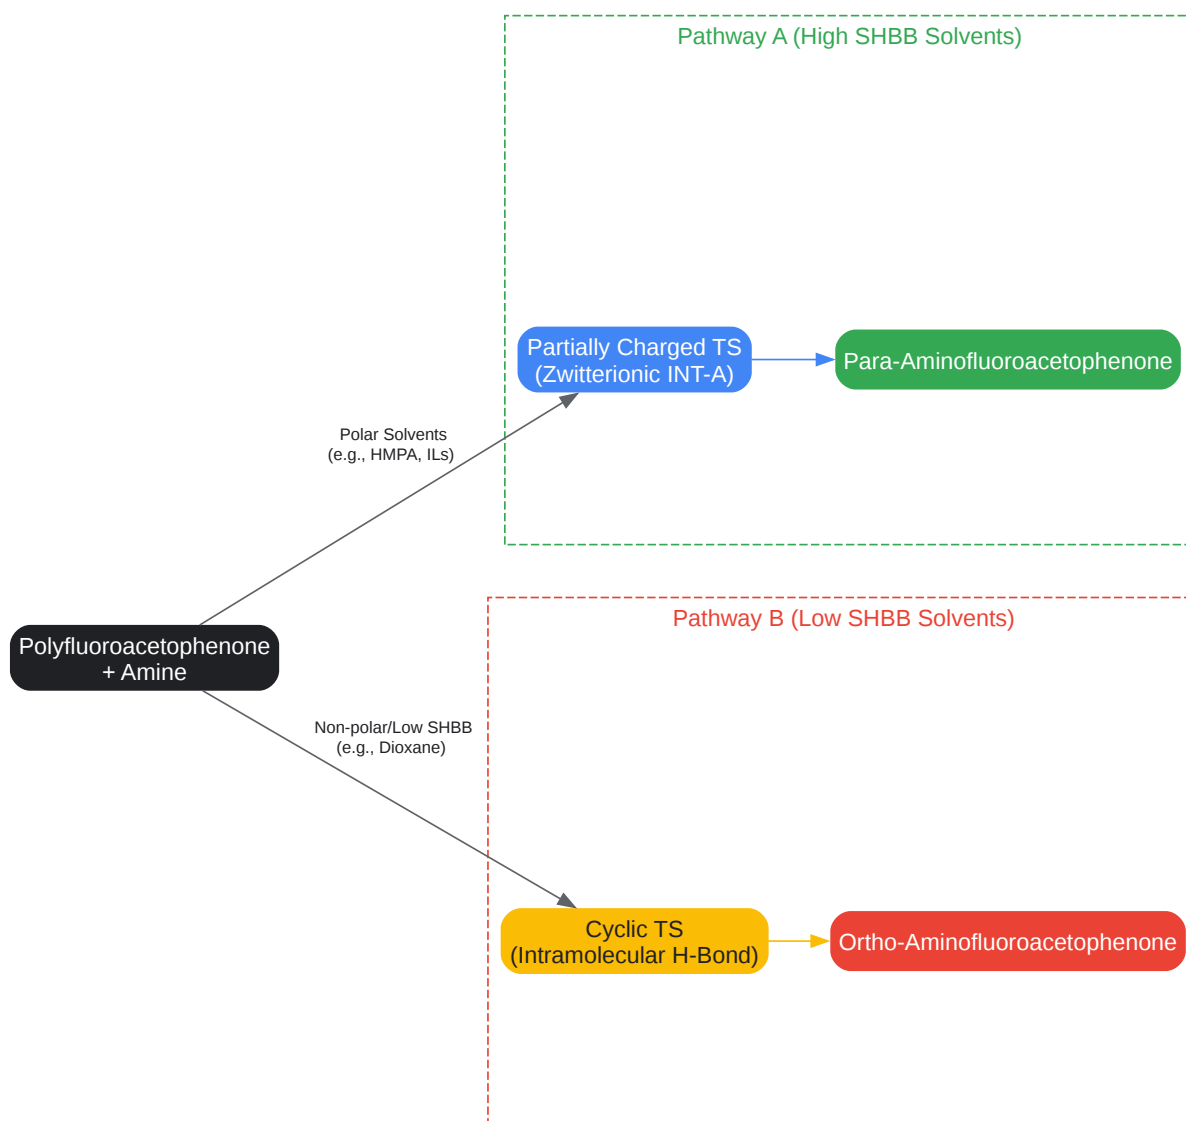 Pathway A (High SHBB Solvents)
Partially Charged TS
(Zwitterionic INT-A)
Para-Aminofluoroacetophenone
Polar Solvents
(e.g., HMPA, ILs)
Pathway B (Low SHBB Solvents)
Polyfluoroacetophenone
+ Amine
Non-polar/Low SHBB
(e.g., Dioxane)
Cyclic TS
(Intramolecular H-Bond)
Ortho-Aminofluoroacetophenone